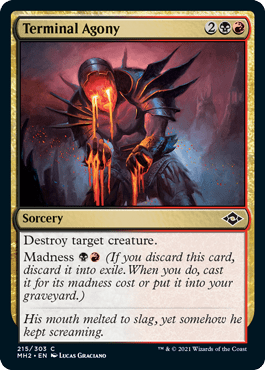 Terminal Agony 2
Sorcery
Destroy target creature.
Madness (If you discard this card,
discard it into exile. When you do, cast
it for its madness cost or put it into your
graveyard.)
His mouth melted to slag, yet somehow he
kept screaming.
215/303 C
MH2 • EN Lucas Graciano ™ & © 2021 Wizards of the Coast